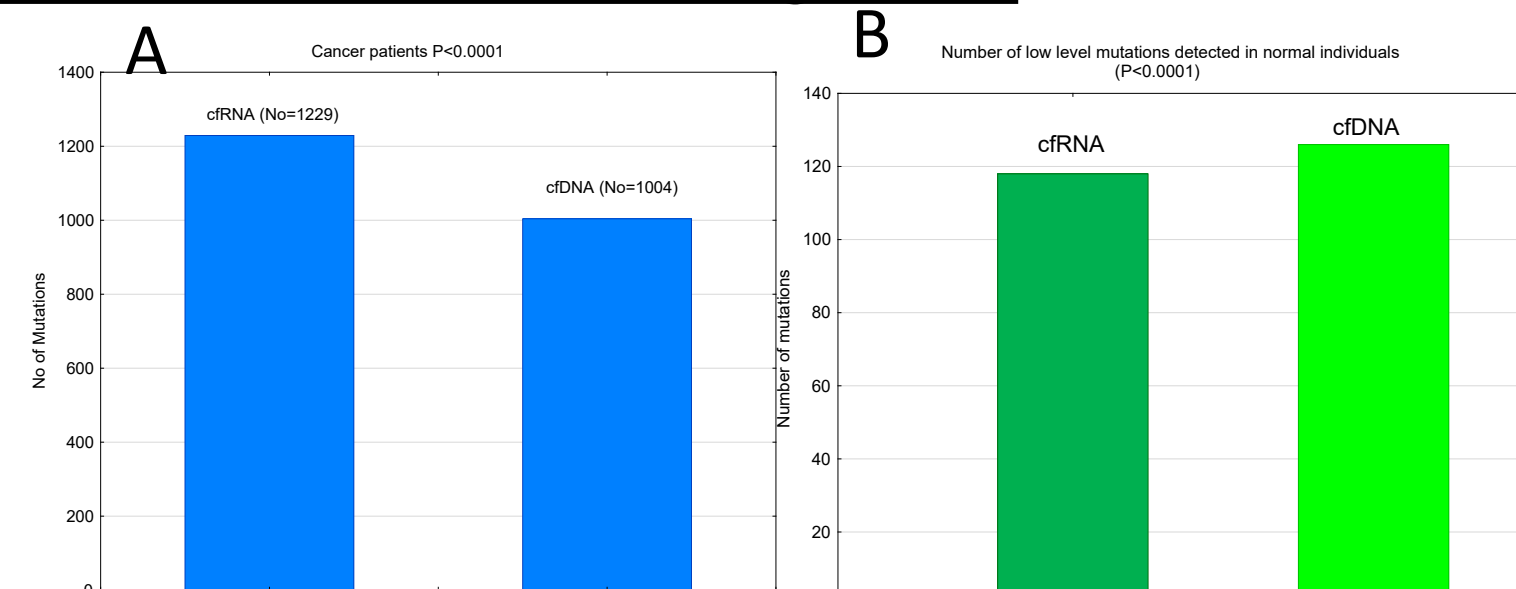 A
Cancer patients P<0.0001
1400
1200
1000
800
600
400
200
0
No of Mutations
cfRNA (No=1229)
cfDNA (No=1004)
B
Number of low level mutations detected in normal individuals
(P<0.0001)
140
120
100
80
60
40
20
Number of mutations
cfRNA
cfDNA